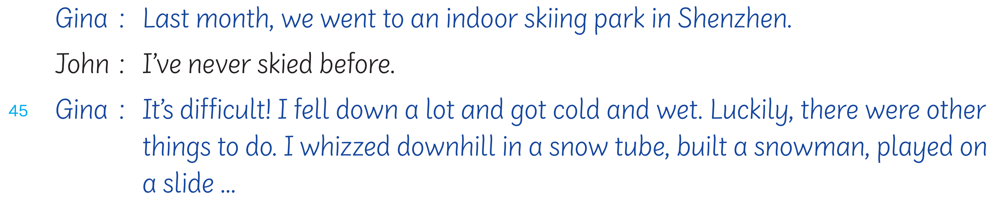 Gina : Last month, we went to an indoor skiing park in Shenzhen.
John : I've never skied before.
45 Gina : It's difficult! I fell down a lot and got cold and wet. Luckily, there were other
things to do. I whizzed downhill in a snow tube, built a snowman, played on
a slide ...